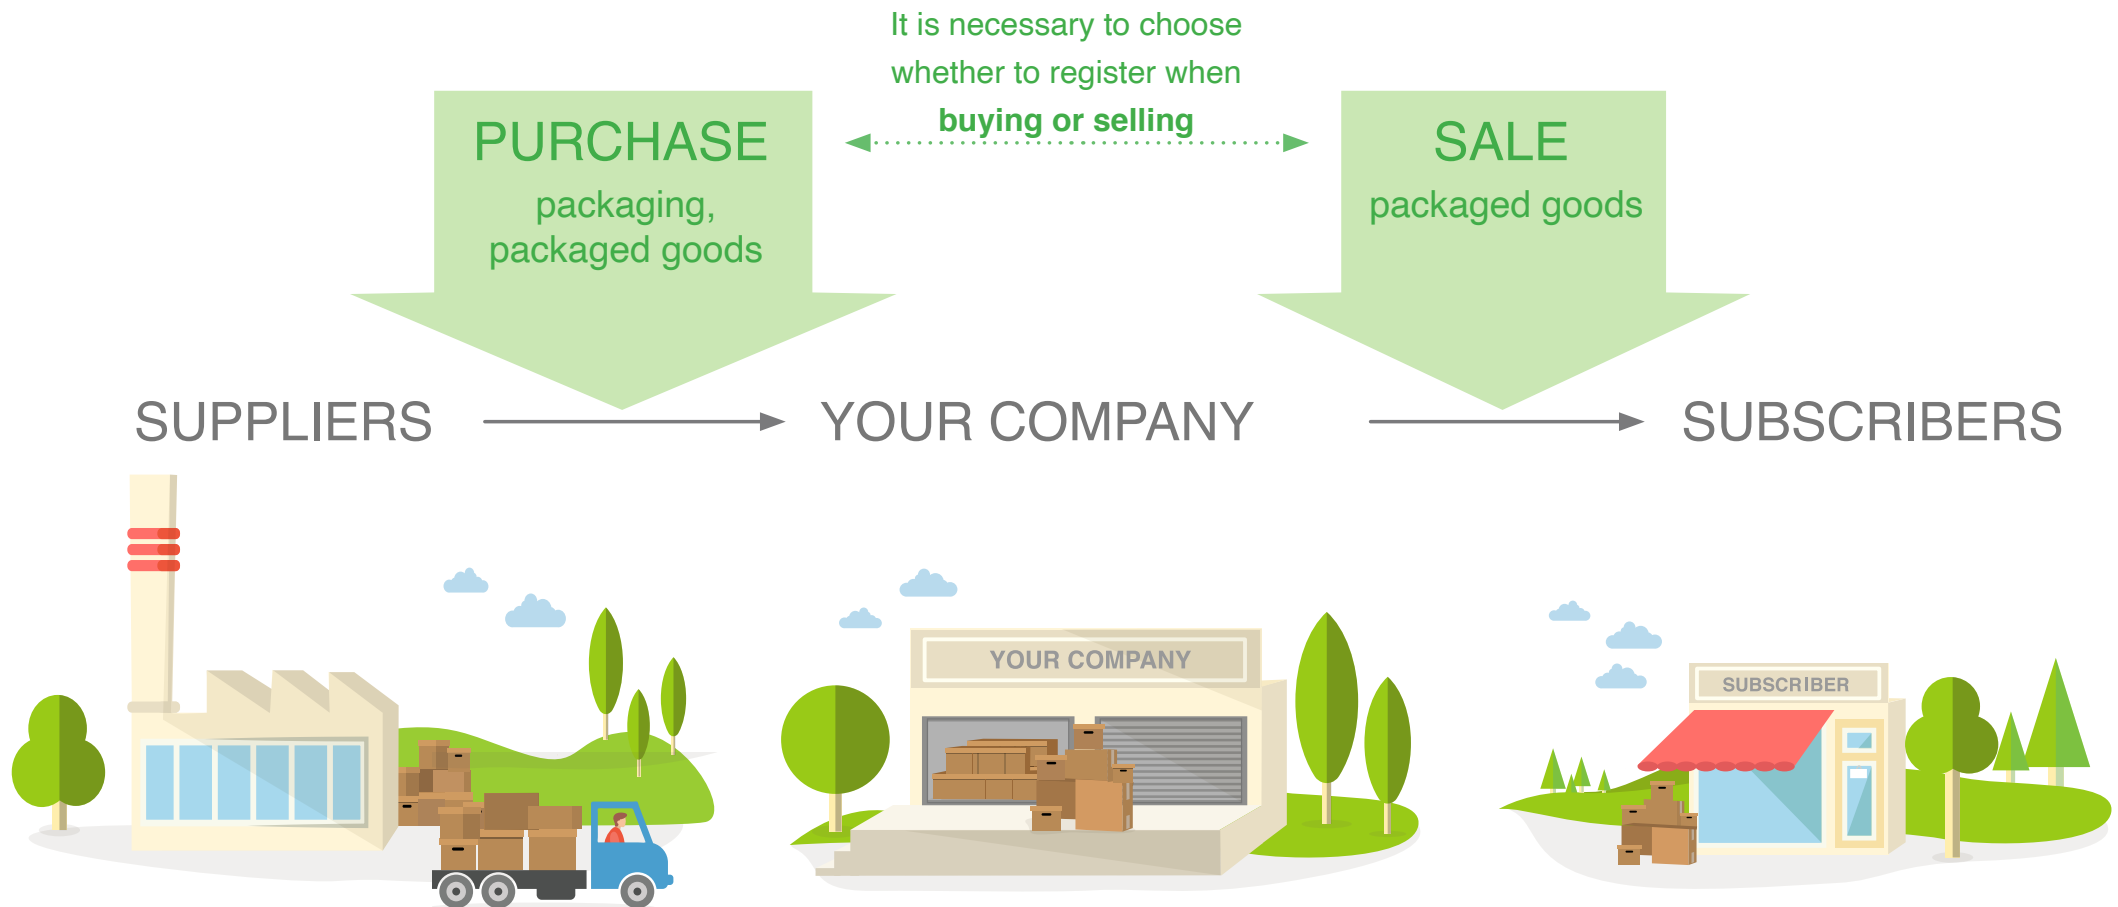 It is necessary to choose
whether to register when
buying or selling
PURCHASE
packaging,
packaged goods
SALE
packaged goods
SUPPLIERS
YOUR COMPANY
SUBSCRIBERS
YOUR COMPANY
SUBSCRIBER